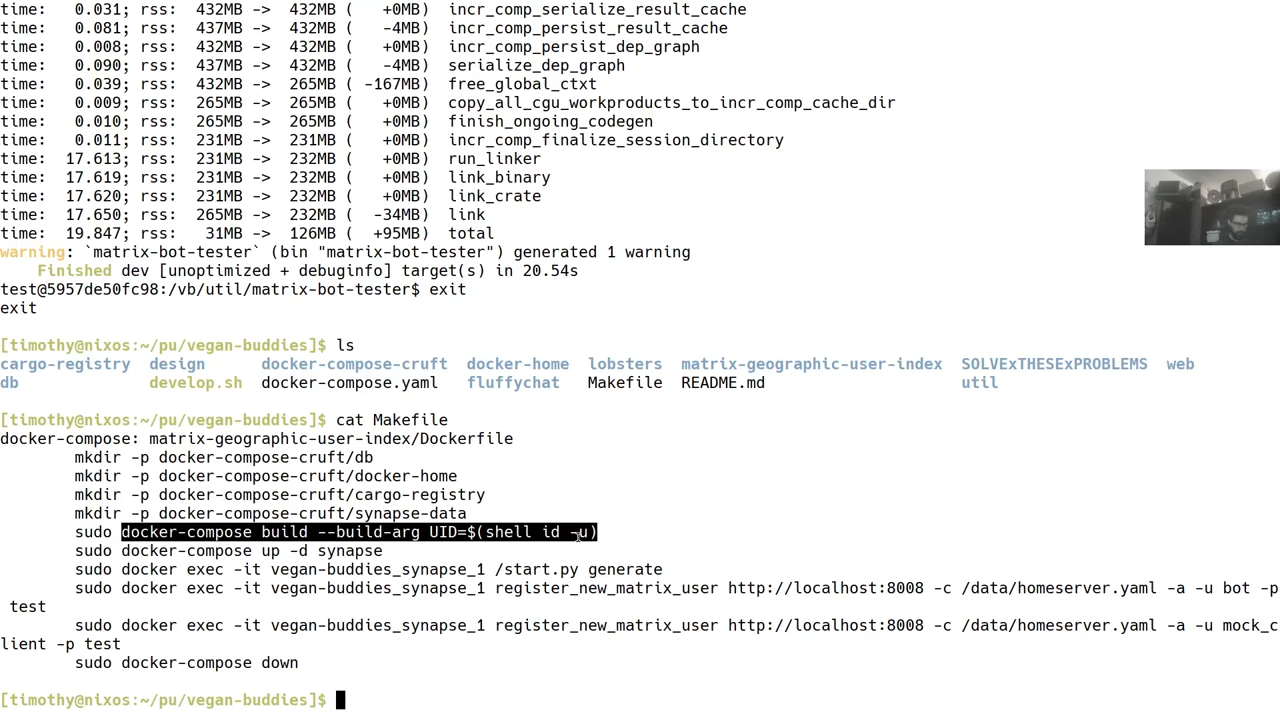 time:   0.031; rss:  432MB ->  432MB (   +0MB)  incr_comp_serialize_result_cache
time:   0.081; rss:  437MB ->  432MB (   -4MB)  incr_comp_persist_result_cache
time:   0.008; rss:  432MB ->  432MB (   +0MB)  incr_comp_persist_dep_graph
time:   0.090; rss:  437MB ->  432MB (   -4MB)  serialize_dep_graph
time:   0.039; rss:  432MB ->  265MB ( -167MB)  free_global_ctxt
time:   0.009; rss:  265MB ->  265MB (   +0MB)  copy_all_cgu_workproducts_to_incr_comp_cache_dir
time:   0.010; rss:  265MB ->  265MB (   +0MB)  finish_ongoing_codegen
time:   0.011; rss:  231MB ->  231MB (   +0MB)  incr_comp_finalize_session_directory
time:  17.613; rss:  231MB ->  232MB (   +0MB)  run_linker
time:  17.619; rss:  231MB ->  232MB (   +0MB)  link_binary
time:  17.620; rss:  231MB ->  232MB (   +0MB)  link_crate
time:  17.650; rss:  265MB ->  232MB (  -34MB)  link
time:  19.847; rss:   31MB ->  126MB (  +95MB)  total
warning: `matrix-bot-tester` (bin "matrix-bot-tester") generated 1 warning
    Finished dev [unoptimized + debuginfo] target(s) in 20.54s
test@5957de50fc98:/vb/util/matrix-bot-tester$ exit
exit
[timothy@nixos:~/pu/vegan-buddies]$ ls
cargo-registry  design      docker-compose-cruft  docker-home  lobsters  matrix-geographic-user-index  SOLVExTHESExPROBLEMS  web
db              develop.sh  docker-compose.yaml   fluffychat   Makefile  README.md                     util
[timothy@nixos:~/pu/vegan-buddies]$ cat Makefile
docker-compose: matrix-geographic-user-index/Dockerfile
        mkdir -p docker-compose-cruft/db
        mkdir -p docker-compose-cruft/docker-home
        mkdir -p docker-compose-cruft/cargo-registry
        mkdir -p docker-compose-cruft/synapse-data
        sudo docker-compose build --build-arg UID=$(shell id -u)
        sudo docker-compose up -d synapse
        sudo docker exec -it vegan-buddies_synapse_1 /start.py generate
        sudo docker exec -it vegan-buddies_synapse_1 register_new_matrix_user http://localhost:8008 -c /data/homeserver.yaml -a -u bot -p
 test
        sudo docker exec -it vegan-buddies_synapse_1 register_new_matrix_user http://localhost:8008 -c /data/homeserver.yaml -a -u mock_c
lient -p test
        sudo docker-compose down
[timothy@nixos:~/pu/vegan-buddies]$